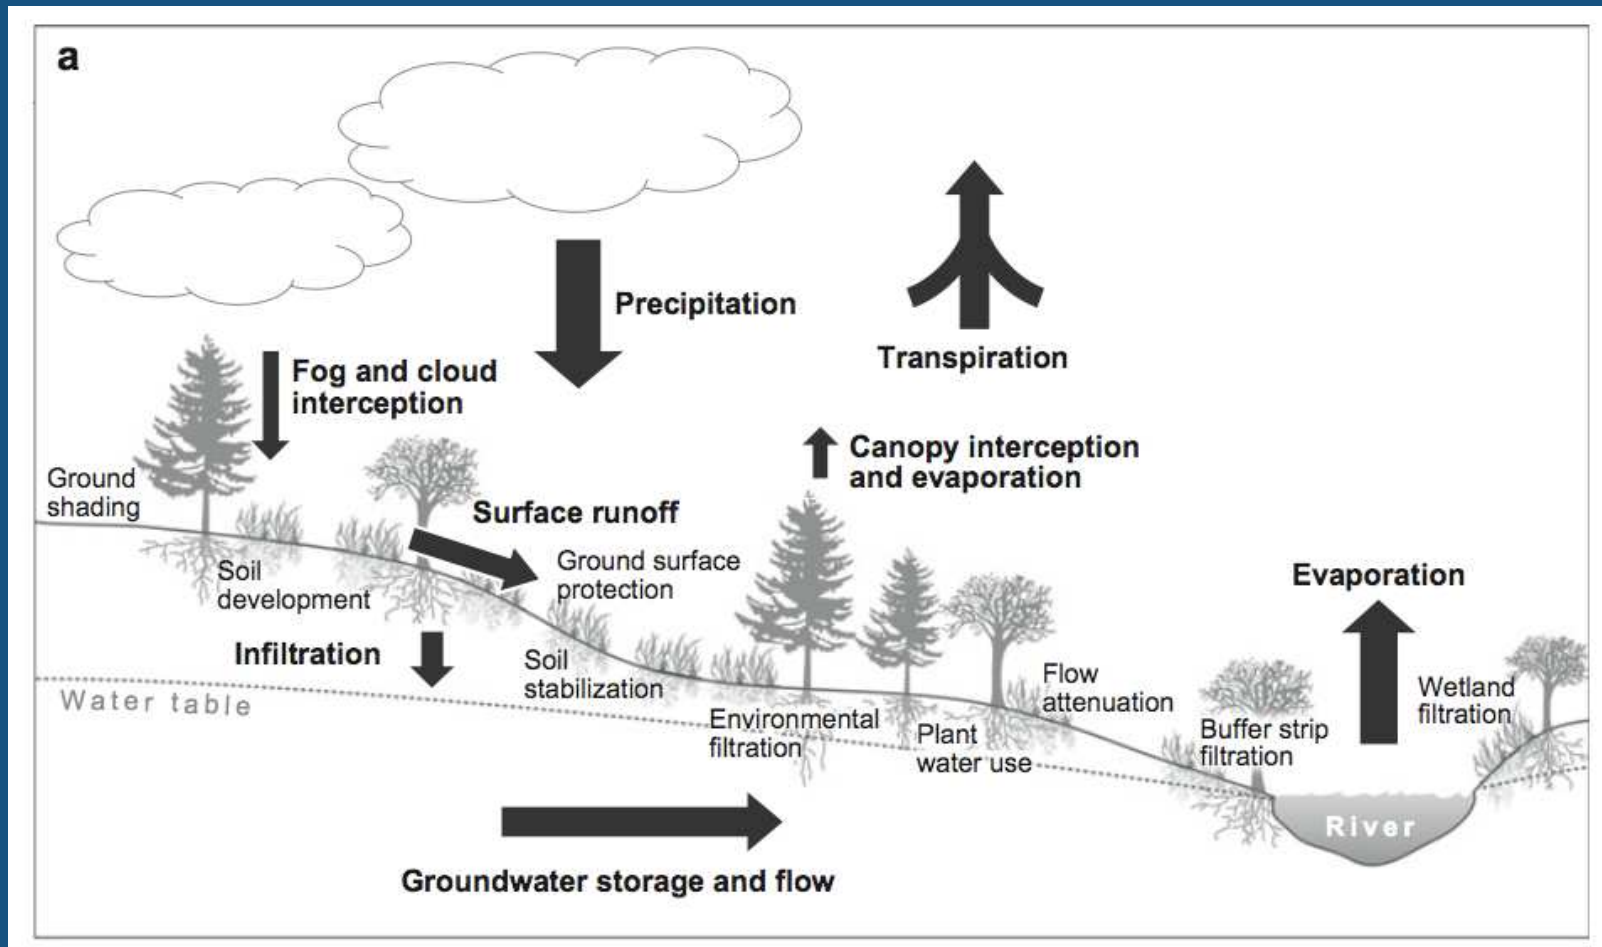 a
Precipitation
Transpiration
Fog and cloud
interception
Canopy interception
and evaporation
Ground
shading
Surface runoff
Ground surface
protection
Soil
development
Evaporation
Infiltration
Soil
stabilization
Flow
attenuation
Wetland
filtration
Water table
Environmental
filtration
Plant
water use
Buffer strip
filtration
River
Groundwater storage and flow